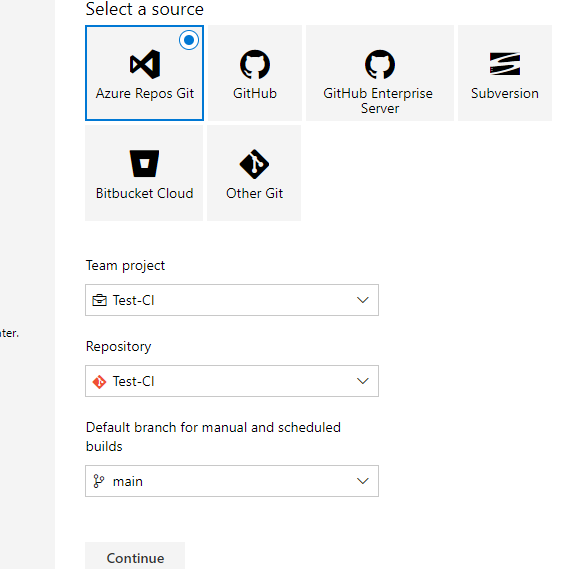 Select a source
Azure Repos Git
GitHub
GitHub Enterprise
Server
Subversion
Bitbucket Cloud
Other Git
Team project
Test-CI
nter.
Repository
Test-CI
Default branch for manual and scheduled
builds
main
Continue